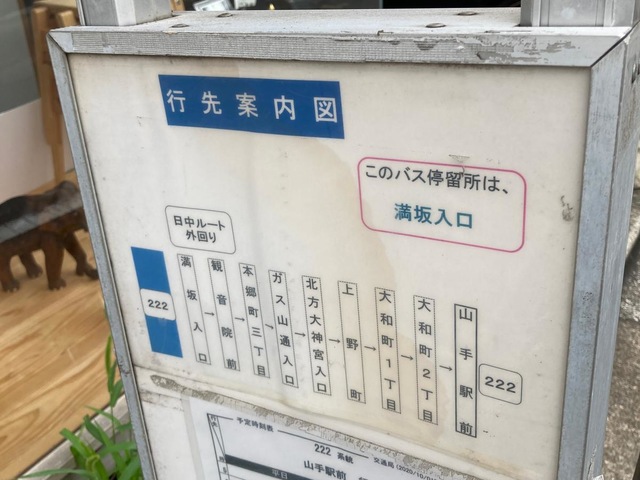 行先案内図
このバス停留所は、
満坂入口
日中ルート
外回り
222
満坂入口
→
観音院前
→
本郷町三丁目
→
ガス山通入口
→
北方大神宮入口
→
上野町
→
大和町1丁目
→
大和町2丁目
→
山手駅前
222
予定時刻表
222 系統
交通局
山手駅前
平日